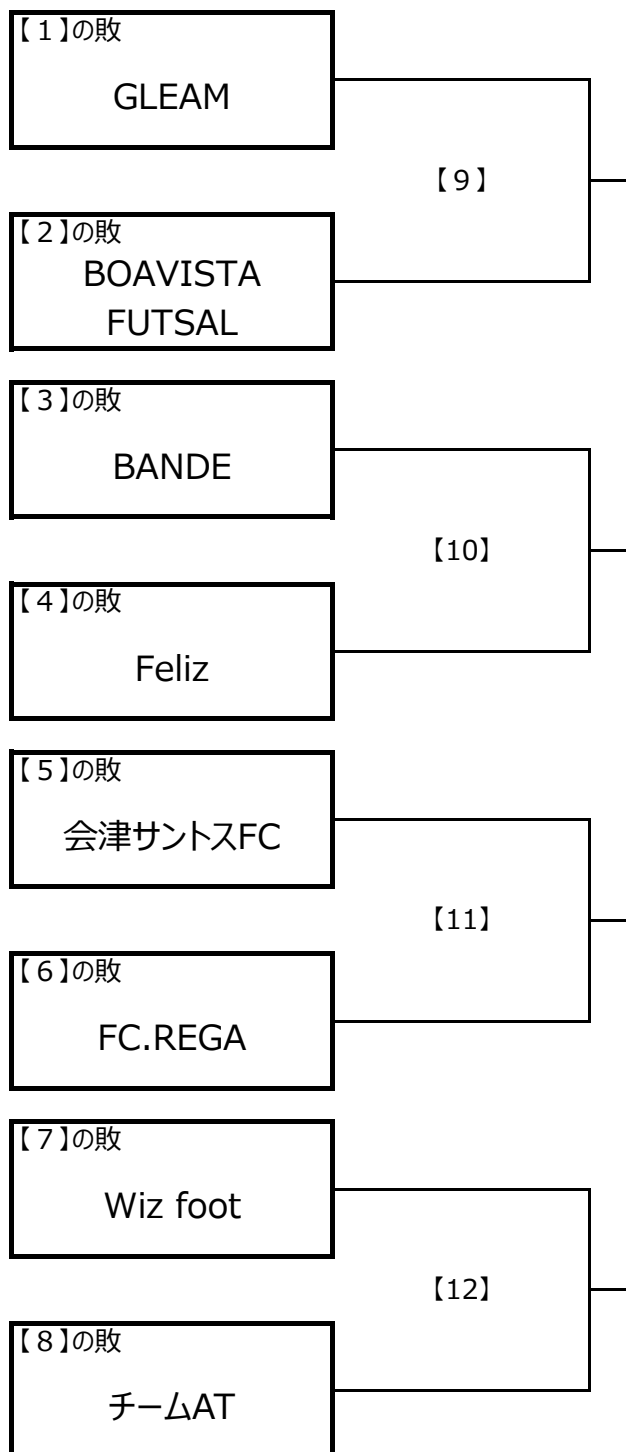 【1】の敗
GLEAM
【9】
【2】の敗
BOAVISTA
FUTSAL
【3】の敗
BANDE
【10】
【4】の敗
Feliz
【5】の敗
会津サントスFC
【11】
【6】の敗
FC.REGA
【7】の敗
Wiz foot
【12】
【8】の敗
チームAT